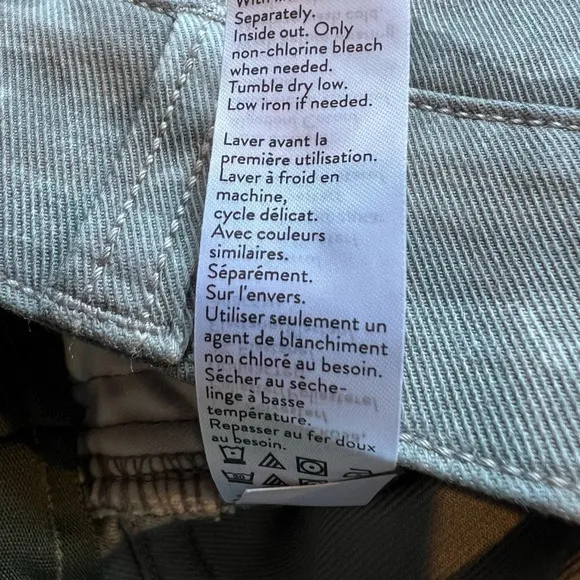 Separately.
Inside out. Only
non-chlorine bleach
when needed.
Tumble dry low.
Low iron if needed.
Laver avant la
première utilisation.
Laver à froid en
machine,
cycle délicat.
Avec couleurs
similaires.
Séparément.
Sur l'envers.
Utiliser seulement un
agent de blanchiment
non chloré au besoin.
Sécher au sèche-
linge à basse
température.
Repasser au fer doux
au besoin.